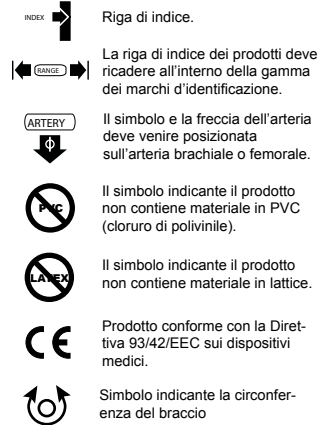 INDEX Riga di indice.
La riga di indice dei prodotti deve
RANGE ricadere all’interno della gamma
dei marchi d’identificazione.
ARTERY Il simbolo e la freccia dell’arteria
Φ deve venire posizionata
sull’arteria brachiale o femorale.
Il simbolo indicante il prodotto
PVC non contiene materiale in PVC
(cloruro di polivinile).
Il simbolo indicante il prodotto
LATEX non contiene materiale in lattice.
Prodotto conforme con la Diret-
CE tiva 93/42/EEC sui dispositivi
medici.
Simbolo indicante la circonfer-
enza del braccio